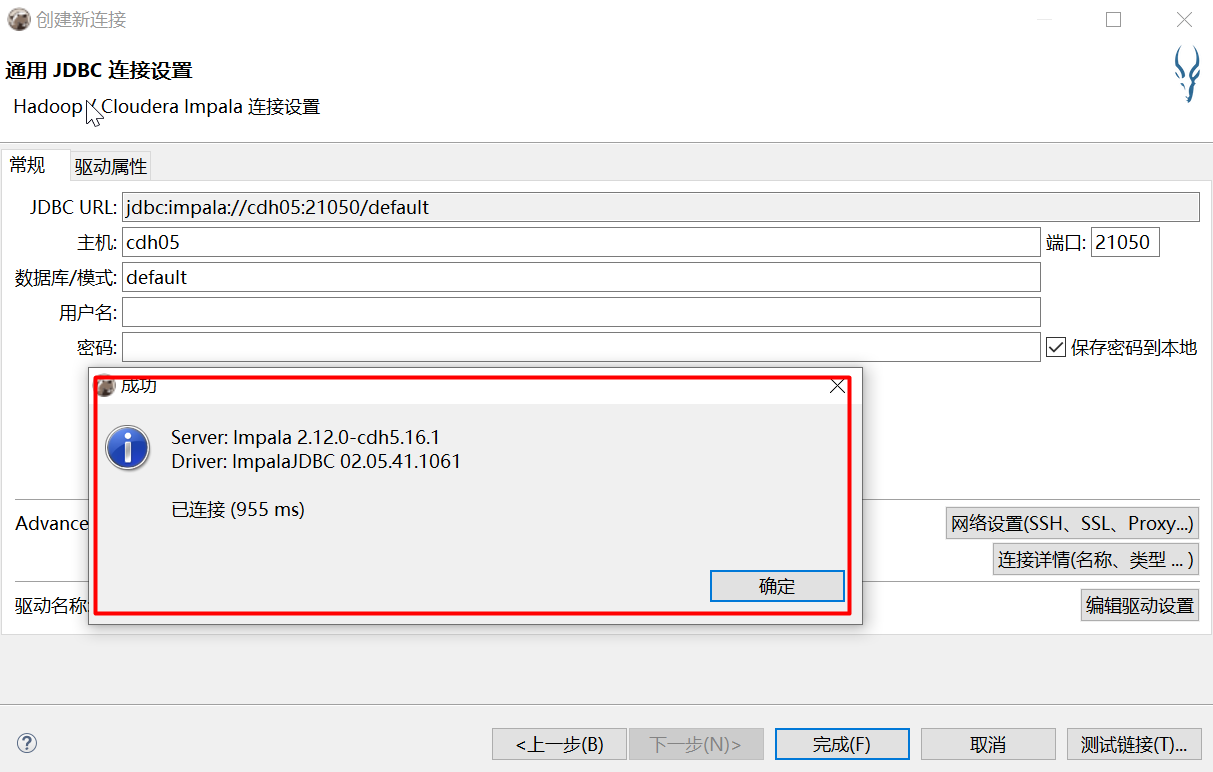 创建新连接
通用 JDBC 连接设置
Hadoop / Cloudera Impala 连接设置
常规
驱动属性
JDBC URL: jdbc:impala://cdh05:21050/default
主机: cdh05 端口: 21050
数据库/模式: default
用户名:
密码: 保存密码到本地
成功
Server: Impala 2.12.0-cdh5.16.1
Driver: ImpalaJDBC 02.05.41.1061
已连接 (955 ms)
确定
Advance
网络设置(SSH、SSL、Proxy...)
连接详情(名称、类型 ... )
驱动名称:
编辑驱动设置
<上一步(B) 下一步(N)> 完成(F) 取消 测试链接(T)...